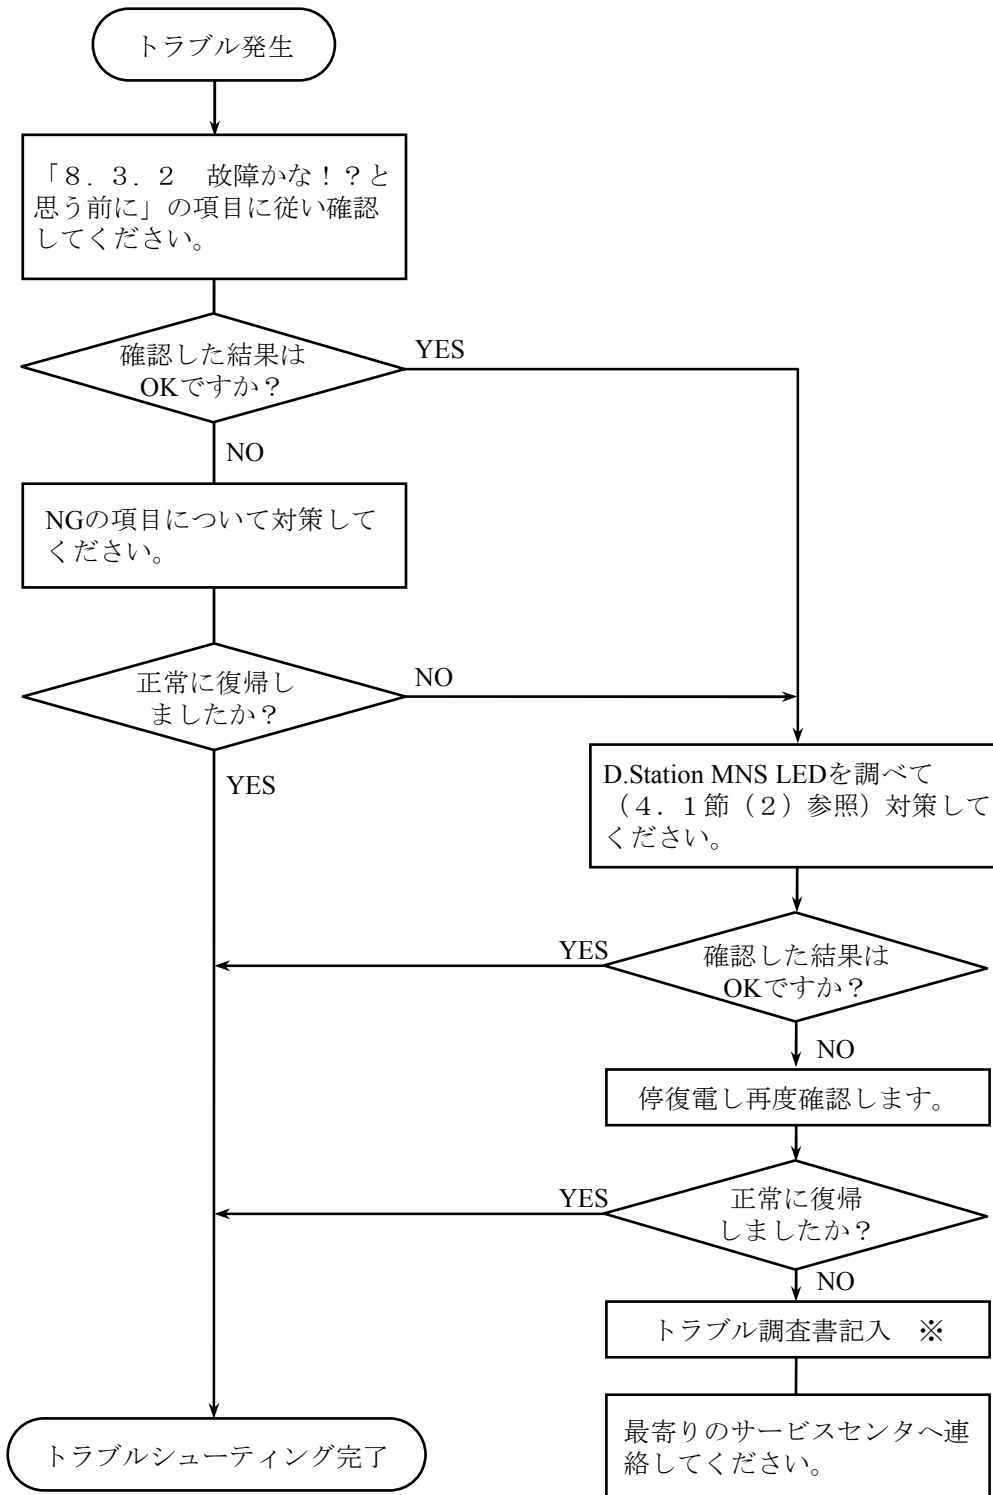 トラブル発生
「8．3．2　故障かな！？と
思う前に」の項目に従い確認
してください。
確認した結果は
OKですか？
YES
NO
NGの項目について対策して
ください。
正常に復帰し
ましたか？
NO
YES
D.Station MNS LEDを調べて
（4．1節（2）参照）対策して
ください。
確認した結果は
OKですか？
YES
NO
停復電し再度確認します。
正常に復帰
しましたか？
YES
NO
トラブル調査書記入　※
最寄りのサービスセンタへ連
絡してください。
トラブルシューティング完了